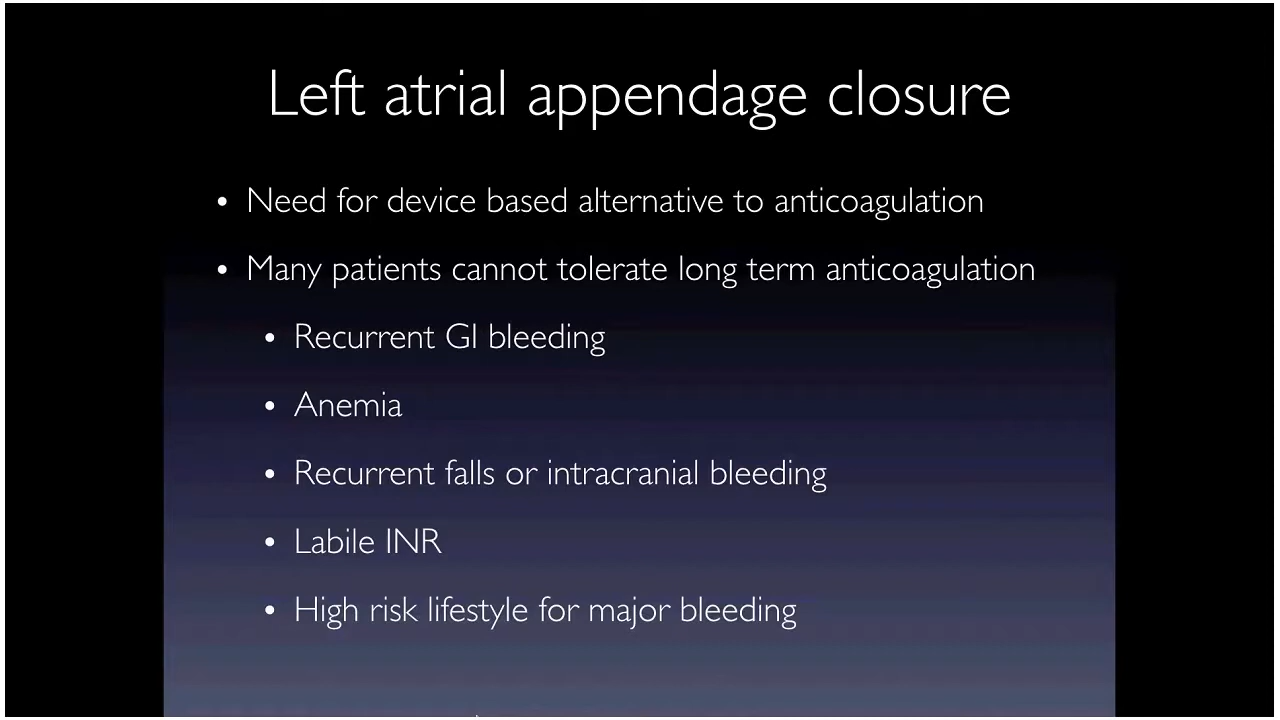 Left atrial appendage closure
• Need for device based alternative to anticoagulation
• Many patients cannot tolerate long term anticoagulation
• Recurrent GI bleeding
• Anemia
• Recurrent falls or intracranial bleeding
• Labile INR
• High risk lifestyle for major bleeding